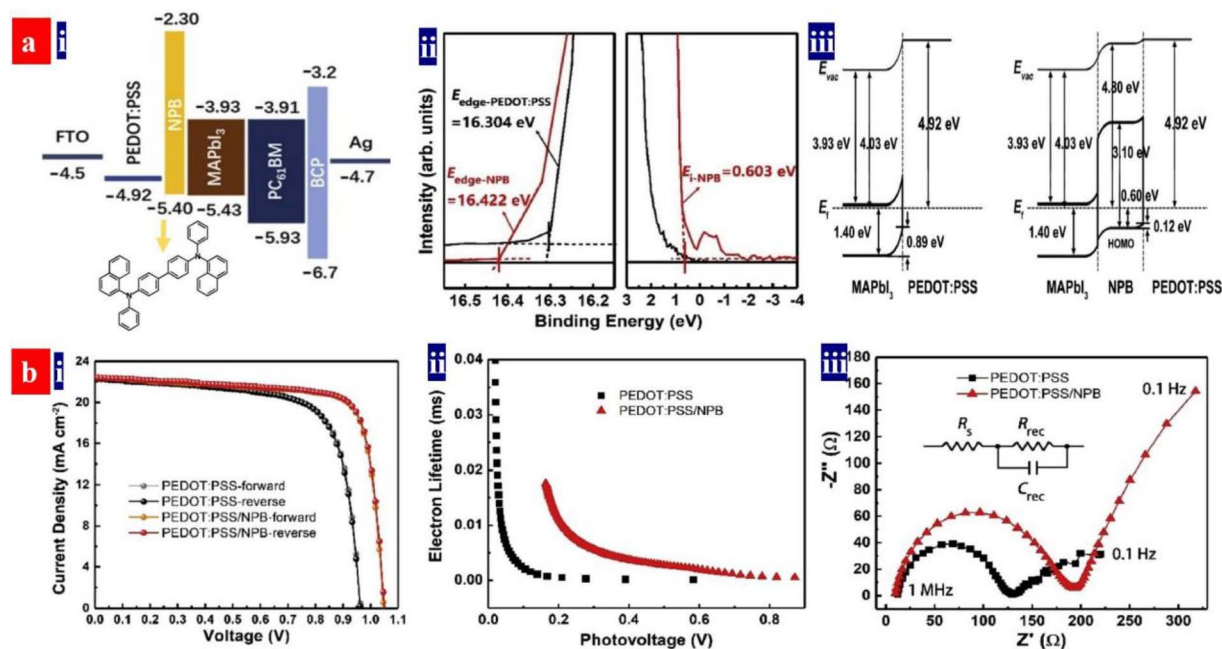 a
i
−2.30
−3.2
−3.93
−3.91
FTO
PEDOT:PSS
NPB
MAPbI3
PC61BM
BCP
Ag
−4.5
−4.92
−4.7
−5.40
−5.43
−5.93
−6.7
N
N
ii
Intensity (arb. units)
Eedge-PEDOT:PSS
=16.304 eV
Eedge-NPB
=16.422 eV
Ei-NPB=0.603 eV
16.5 16.4 16.3 16.2
3 2 1 0 -1 -2 -3 -4
Binding Energy (eV)
iii
Evac
3.93 eV
4.03 eV
4.92 eV
Ef
1.40 eV
0.89 eV
MAPbI3
PEDOT:PSS
Evac
4.80 eV
3.93 eV
4.03 eV
3.10 eV
4.92 eV
0.60 eV
Ef
1.40 eV
HOMO
0.12 eV
MAPbI3
NPB
PEDOT:PSS
b
i
Current Density (mA cm-2)
24
20
16
12
8
4
0
PEDOT:PSS-forward
PEDOT:PSS-reverse
PEDOT:PSS/NPB-forward
PEDOT:PSS/NPB-reverse
0.0 0.1 0.2 0.3 0.4 0.5 0.6 0.7 0.8 0.9 1.0 1.1
Voltage (V)
ii
Electron Lifetime (ms)
0.04
0.03
0.02
0.01
0.00
PEDOT:PSS
PEDOT:PSS/NPB
0.0 0.2 0.4 0.6 0.8
Photovoltage (V)
iii
-Z'' (Ω)
180
160
140
120
100
80
60
40
20
0
PEDOT:PSS
PEDOT:PSS/NPB
0.1 Hz
Rs
Rrec
Crec
0.1 Hz
1 MHz
0 50 100 150 200 250 300 350
Z' (Ω)